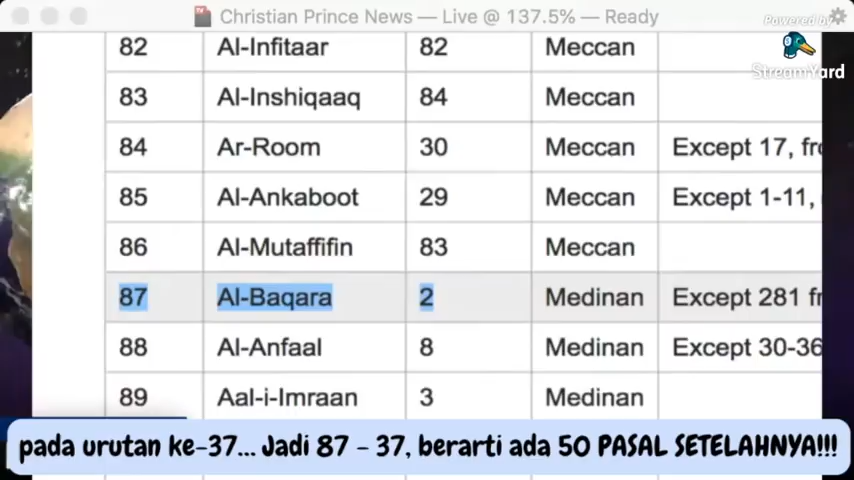 Christian Prince News — Live @ 137.5% — Ready
Powered by
StreamYard
82 Al-Infitaar 82 Meccan
83 Al-Inshiqaaq 84 Meccan
84 Ar-Room 30 Meccan Except 17, fr
85 Al-Ankaboot 29 Meccan Except 1-11,
86 Al-Mutaffifin 83 Meccan
87 Al-Baqara 2 Medinan Except 281 fr
88 Al-Anfaal 8 Medinan Except 30-36
89 Aal-i-Imraan 3 Medinan
pada urutan ke-37... Jadi 87 - 37, berarti ada 50 PASAL SETELAHNYA!!!